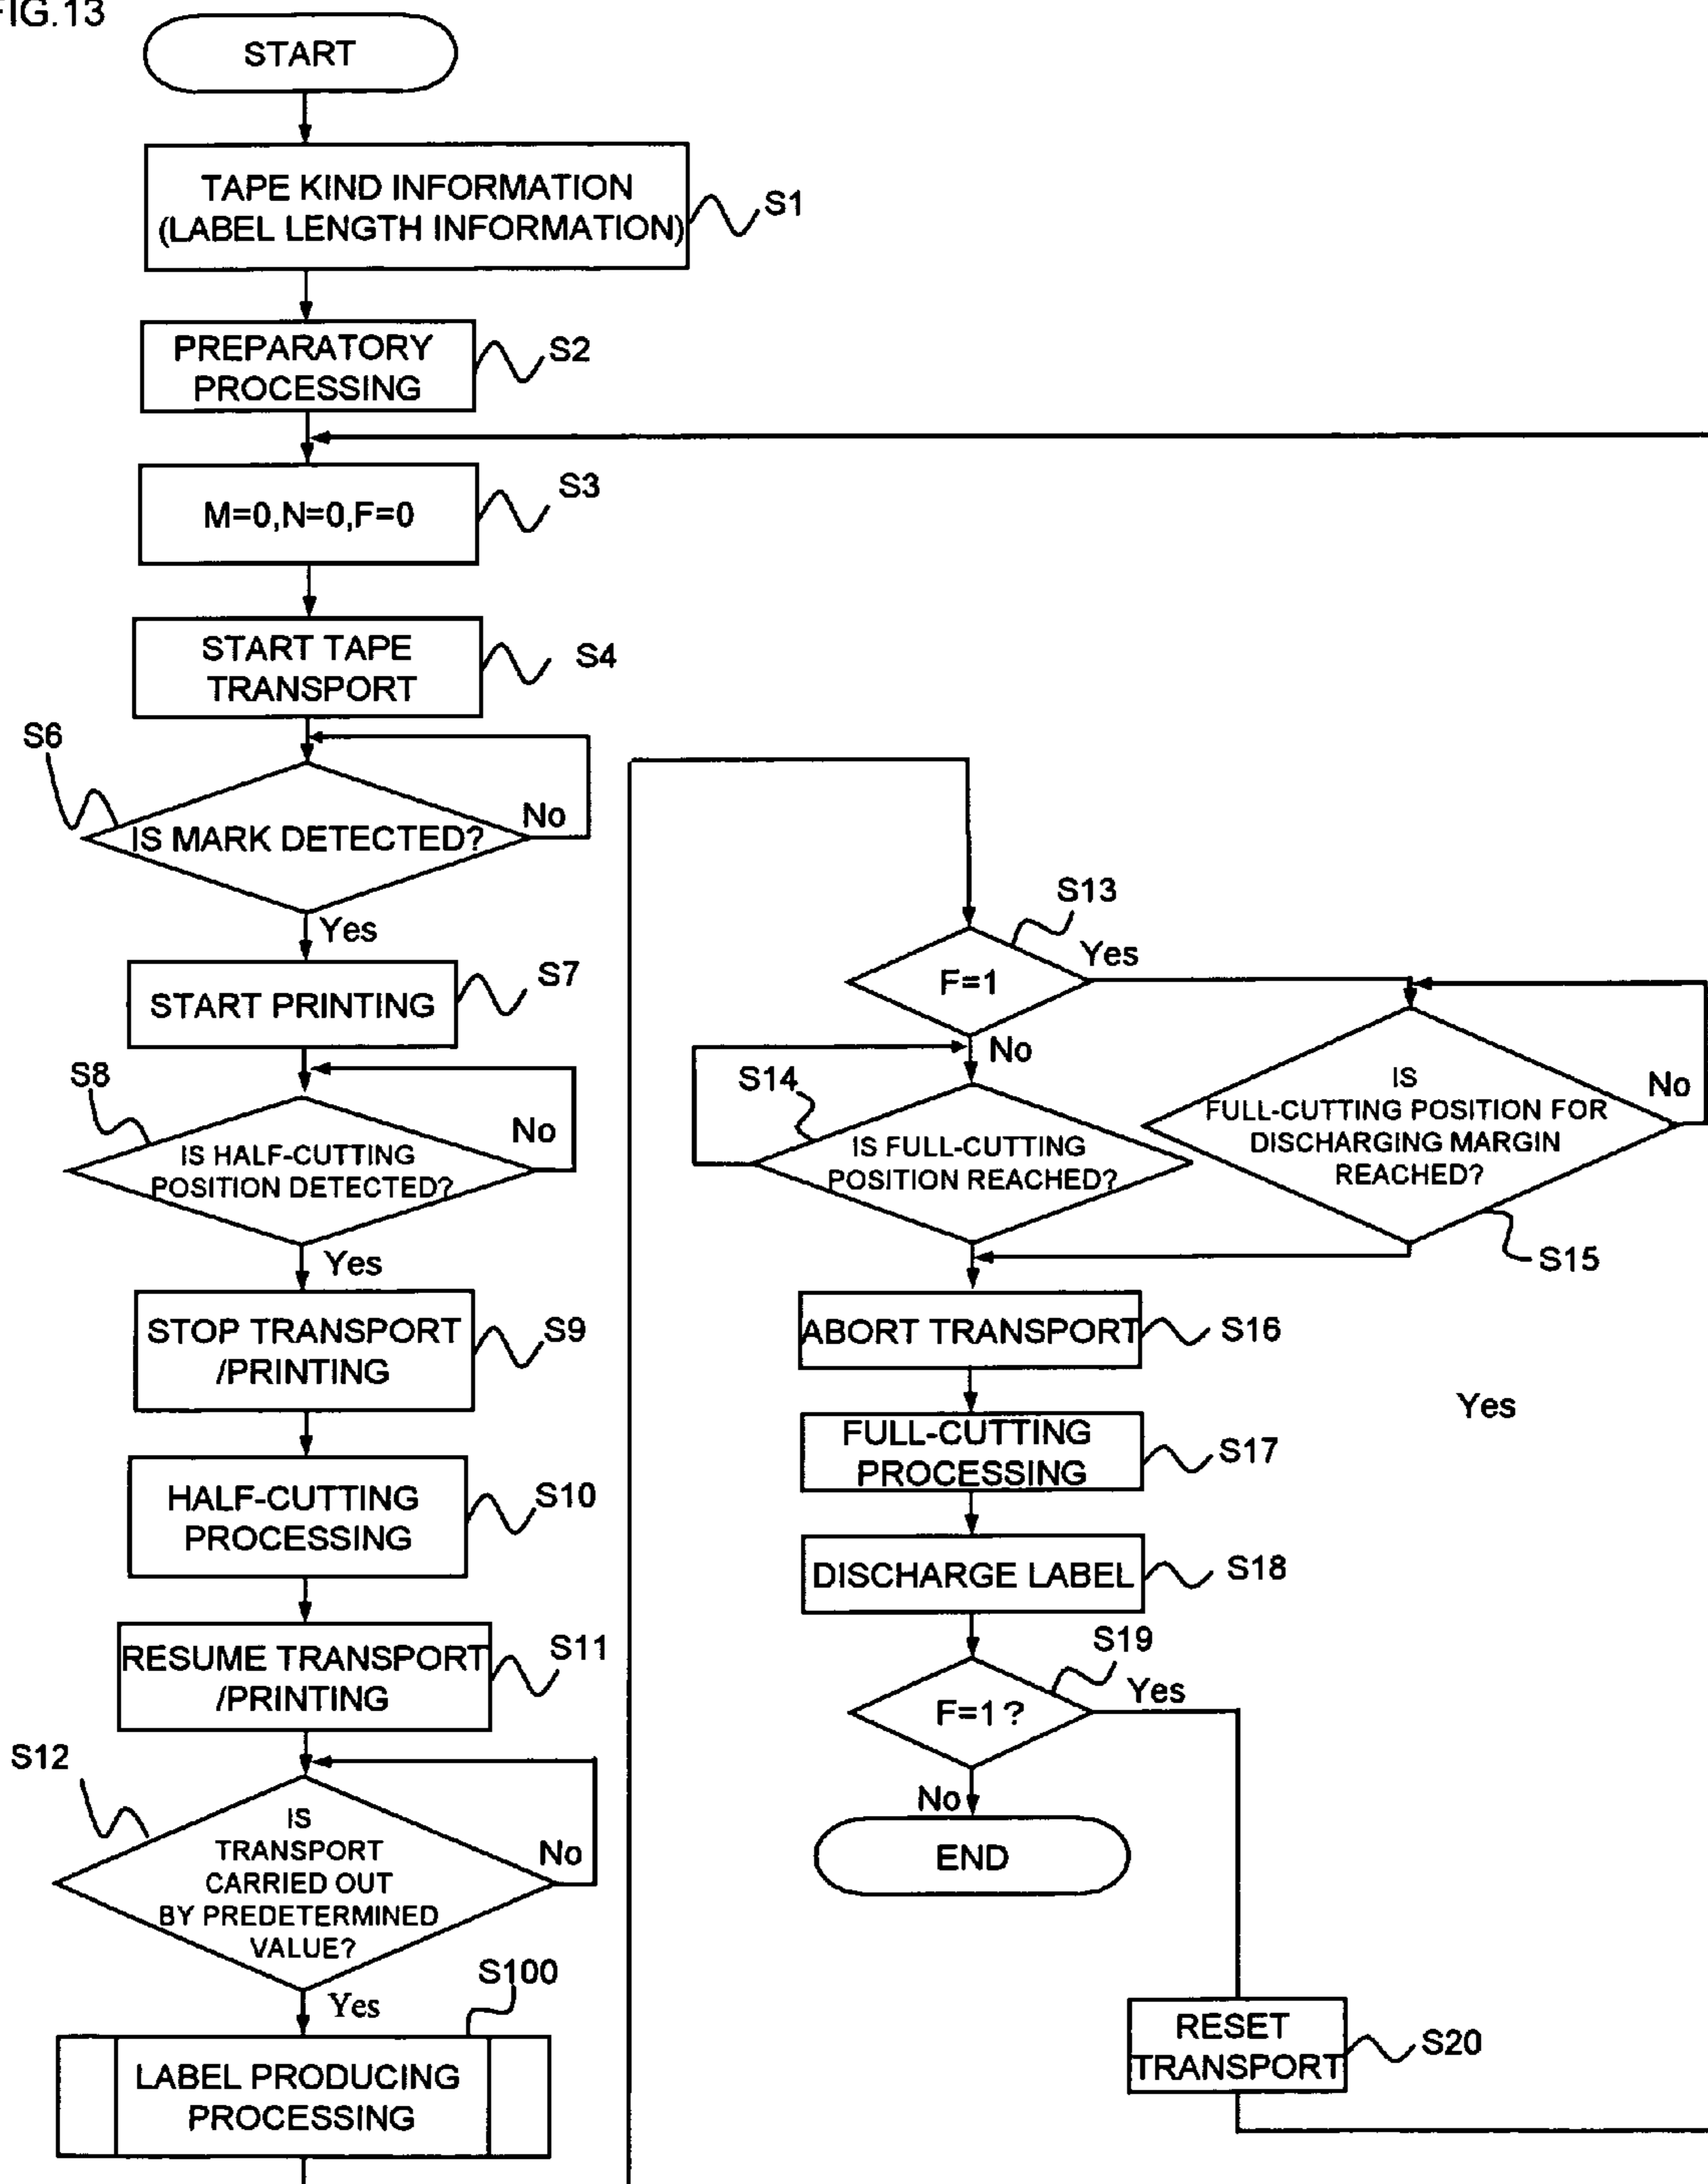 FIG.13
START
TAPE KIND INFORMATION
(LABEL LENGTH INFORMATION)
S1
PREPARATORY
PROCESSING
S2
M=0,N=0,F=0
S3
START TAPE
TRANSPORT
S4
S6
IS MARK DETECTED?
No
Yes
START PRINTING
S7
S8
IS HALF-CUTTING
POSITION DETECTED?
No
Yes
STOP TRANSPORT
/PRINTING
S9
HALF-CUTTING
PROCESSING
S10
RESUME TRANSPORT
/PRINTING
S11
S12
IS
TRANSPORT
CARRIED OUT
BY PREDETERMINED
VALUE?
No
Yes
S100
LABEL PRODUCING
PROCESSING
S13
F=1
Yes
No
S14
IS FULL-CUTTING
POSITION REACHED?
IS
FULL-CUTTING POSITION FOR
DISCHARGING MARGIN
REACHED?
No
S15
ABORT TRANSPORT
S16
Yes
FULL-CUTTING
PROCESSING
S17
DISCHARGE LABEL
S18
S19
F=1?
Yes
No
END
RESET
TRANSPORT
S20